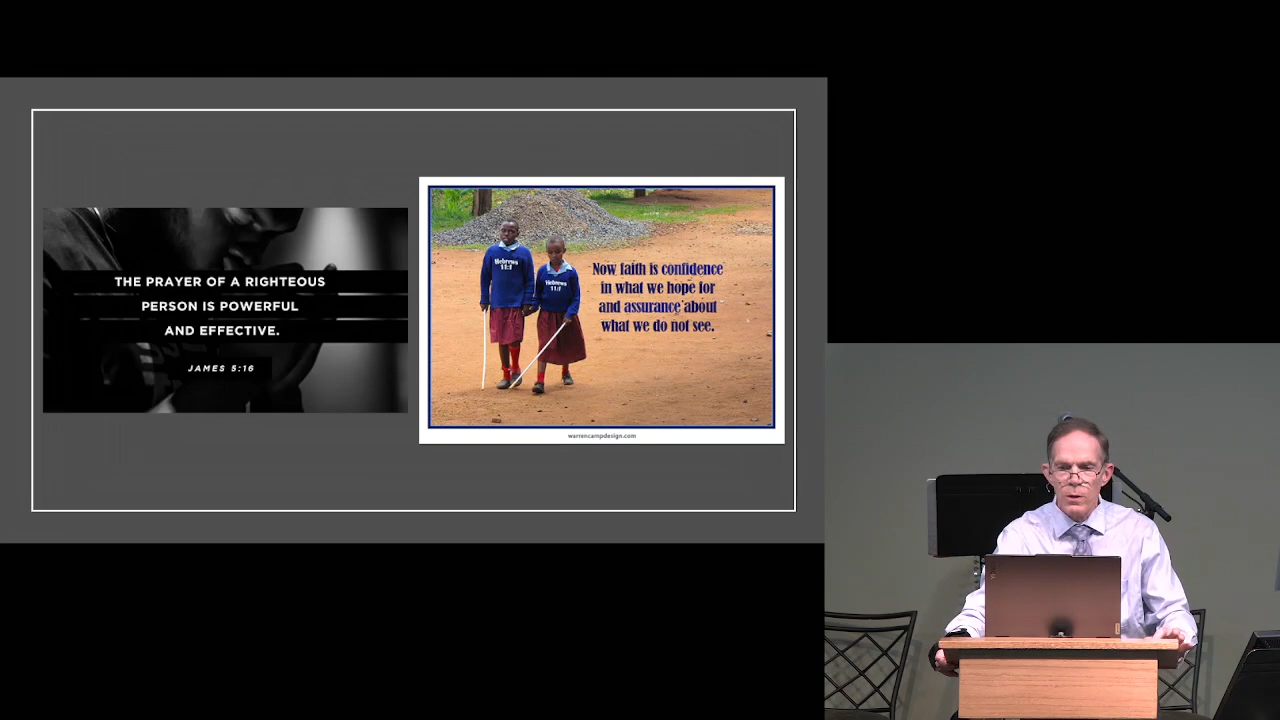 THE PRAYER OF A RIGHTEOUS
PERSON IS POWERFUL
AND EFFECTIVE.
JAMES 5:16
Hebrews
11:1
Hebrews
11:1
Now faith is confidence
in what we hope for
and assurance about
what we do not see.
warrencampdesign.com